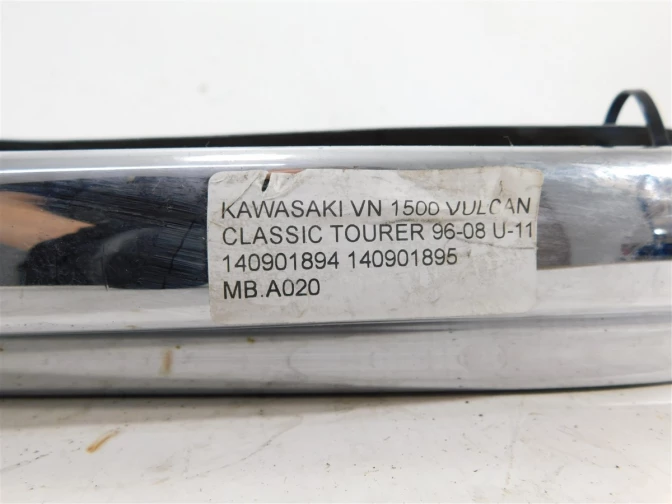 KAWASAKI VN 1500 VULCAN
CLASSIC TOURER 96-08 U-11
140901894 140901895
MB.A020